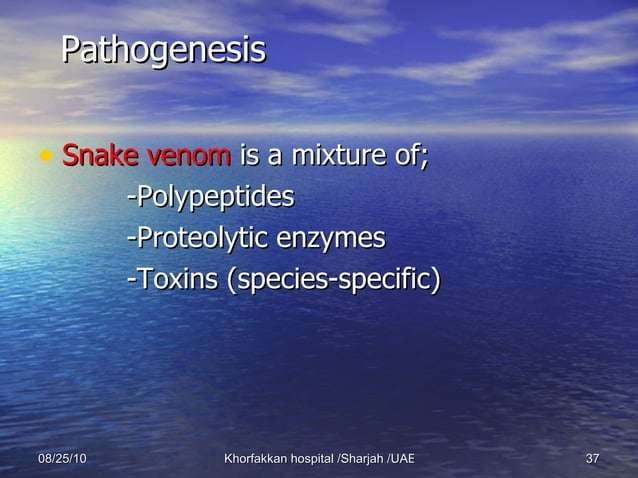 Pathogenesis
• Snake venom is a mixture of;
-Polypeptides
-Proteolytic enzymes
-Toxins (species-specific)
08/25/10 Khorfakkan hospital /Sharjah /UAE 37